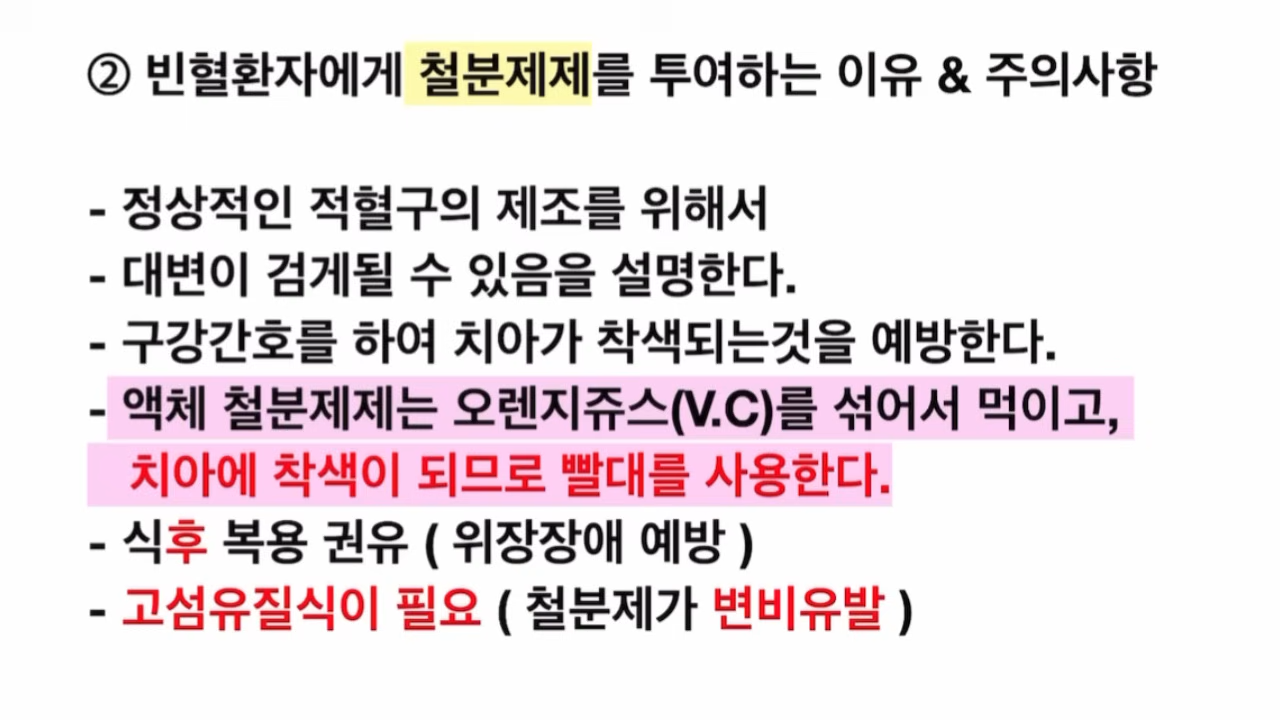 ② 빈혈환자에게 철분제제를 투여하는 이유 & 주의사항
- 정상적인 적혈구의 제조를 위해서
- 대변이 검게될 수 있음을 설명한다.
- 구강간호를 하여 치아가 착색되는것을 예방한다.
- 액체 철분제제는 오렌지쥬스(V.C)를 섞어서 먹이고,
치아에 착색이 되므로 빨대를 사용한다.
- 식후 복용 권유 ( 위장장애 예방 )
- 고섬유질식이 필요 ( 철분제가 변비유발 )